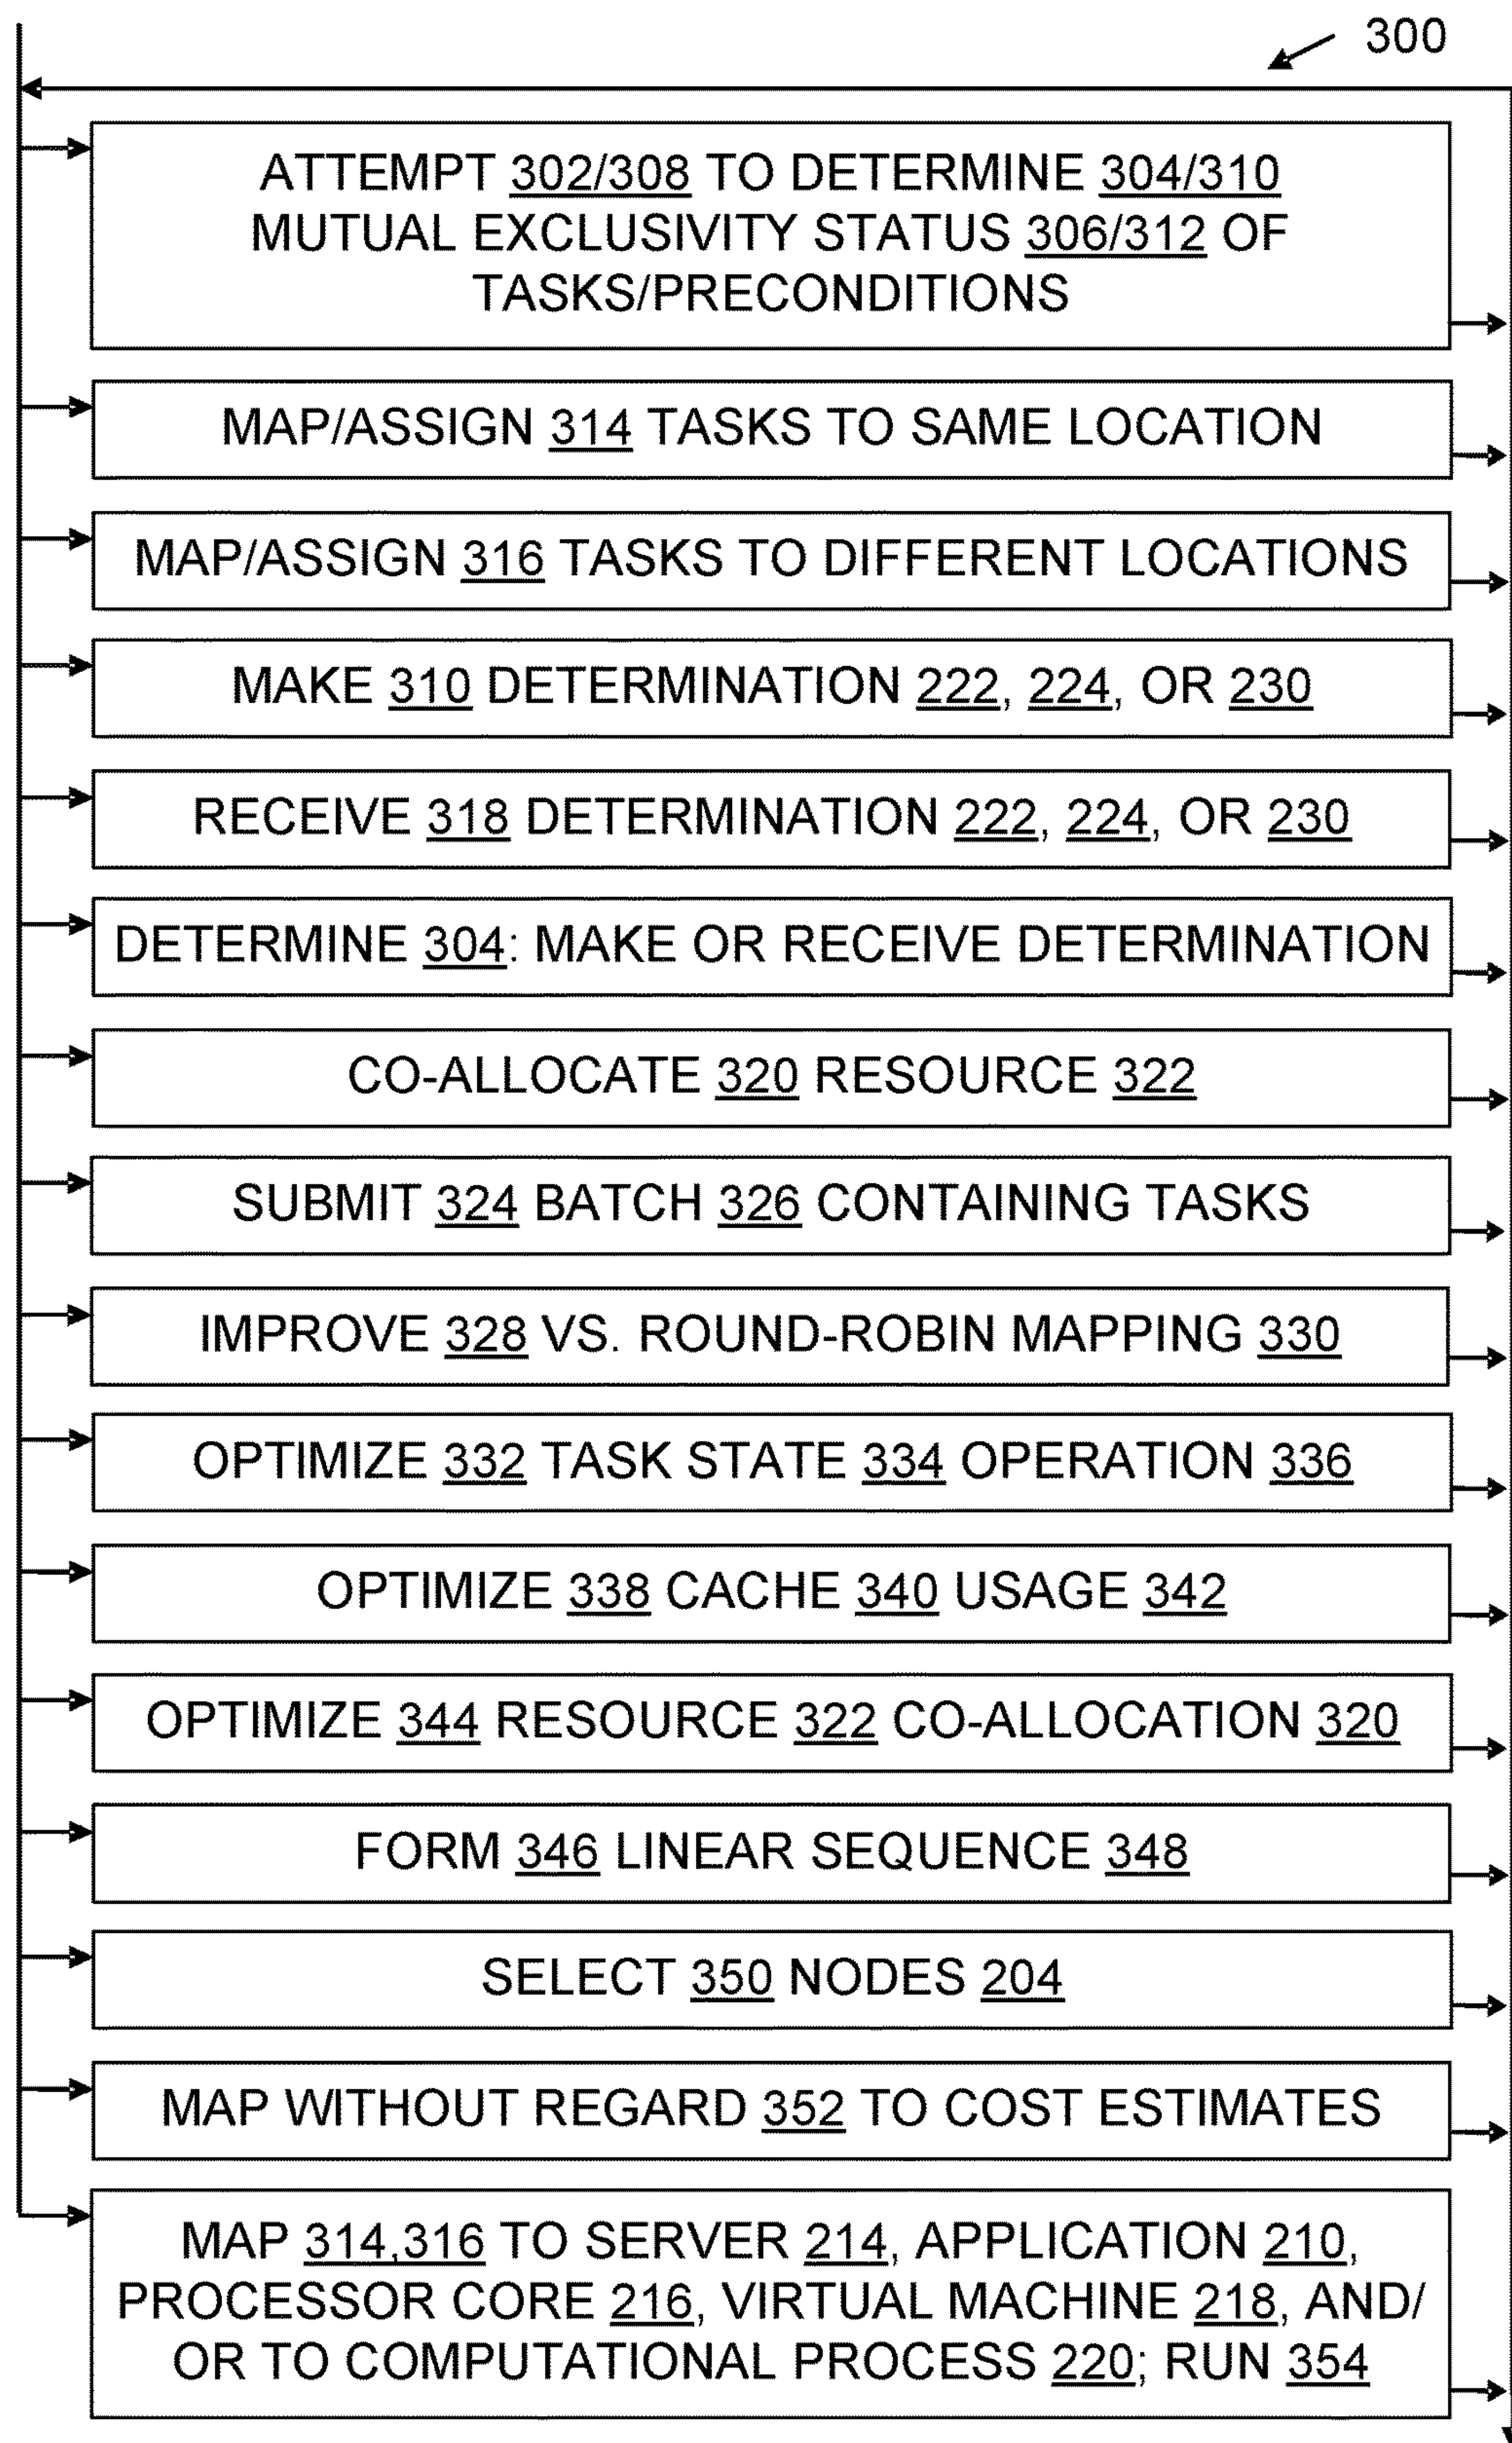 300
ATTEMPT 302/308 TO DETERMINE 304/310
MUTUAL EXCLUSIVITY STATUS 306/312 OF
TASKS/PRECONDITIONS
MAP/ASSIGN 314 TASKS TO SAME LOCATION
MAP/ASSIGN 316 TASKS TO DIFFERENT LOCATIONS
MAKE 310 DETERMINATION 222, 224, OR 230
RECEIVE 318 DETERMINATION 222, 224, OR 230
DETERMINE 304: MAKE OR RECEIVE DETERMINATION
CO-ALLOCATE 320 RESOURCE 322
SUBMIT 324 BATCH 326 CONTAINING TASKS
IMPROVE 328 VS. ROUND-ROBIN MAPPING 330
OPTIMIZE 332 TASK STATE 334 OPERATION 336
OPTIMIZE 338 CACHE 340 USAGE 342
OPTIMIZE 344 RESOURCE 322 CO-ALLOCATION 320
FORM 346 LINEAR SEQUENCE 348
SELECT 350 NODES 204
MAP WITHOUT REGARD 352 TO COST ESTIMATES
MAP 314,316 TO SERVER 214, APPLICATION 210,
PROCESSOR CORE 216, VIRTUAL MACHINE 218, AND/
OR TO COMPUTATIONAL PROCESS 220; RUN 354